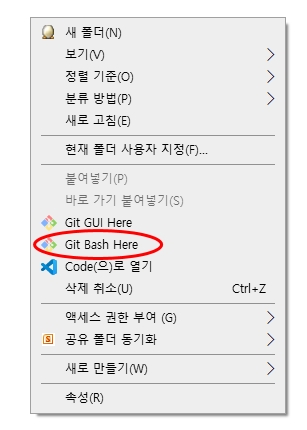 새 폴더(N)
보기(V)
정렬 기준(O)
분류 방법(P)
새로 고침(E)
현재 폴더 사용자 지정(F)...
붙여넣기(P)
바로 가기 붙여넣기(S)
Git GUI Here
Git Bash Here
Code(으)로 열기
삭제 취소(U) Ctrl+Z
액세스 권한 부여 (G)
공유 폴더 동기화
새로 만들기(W)
속성(R)